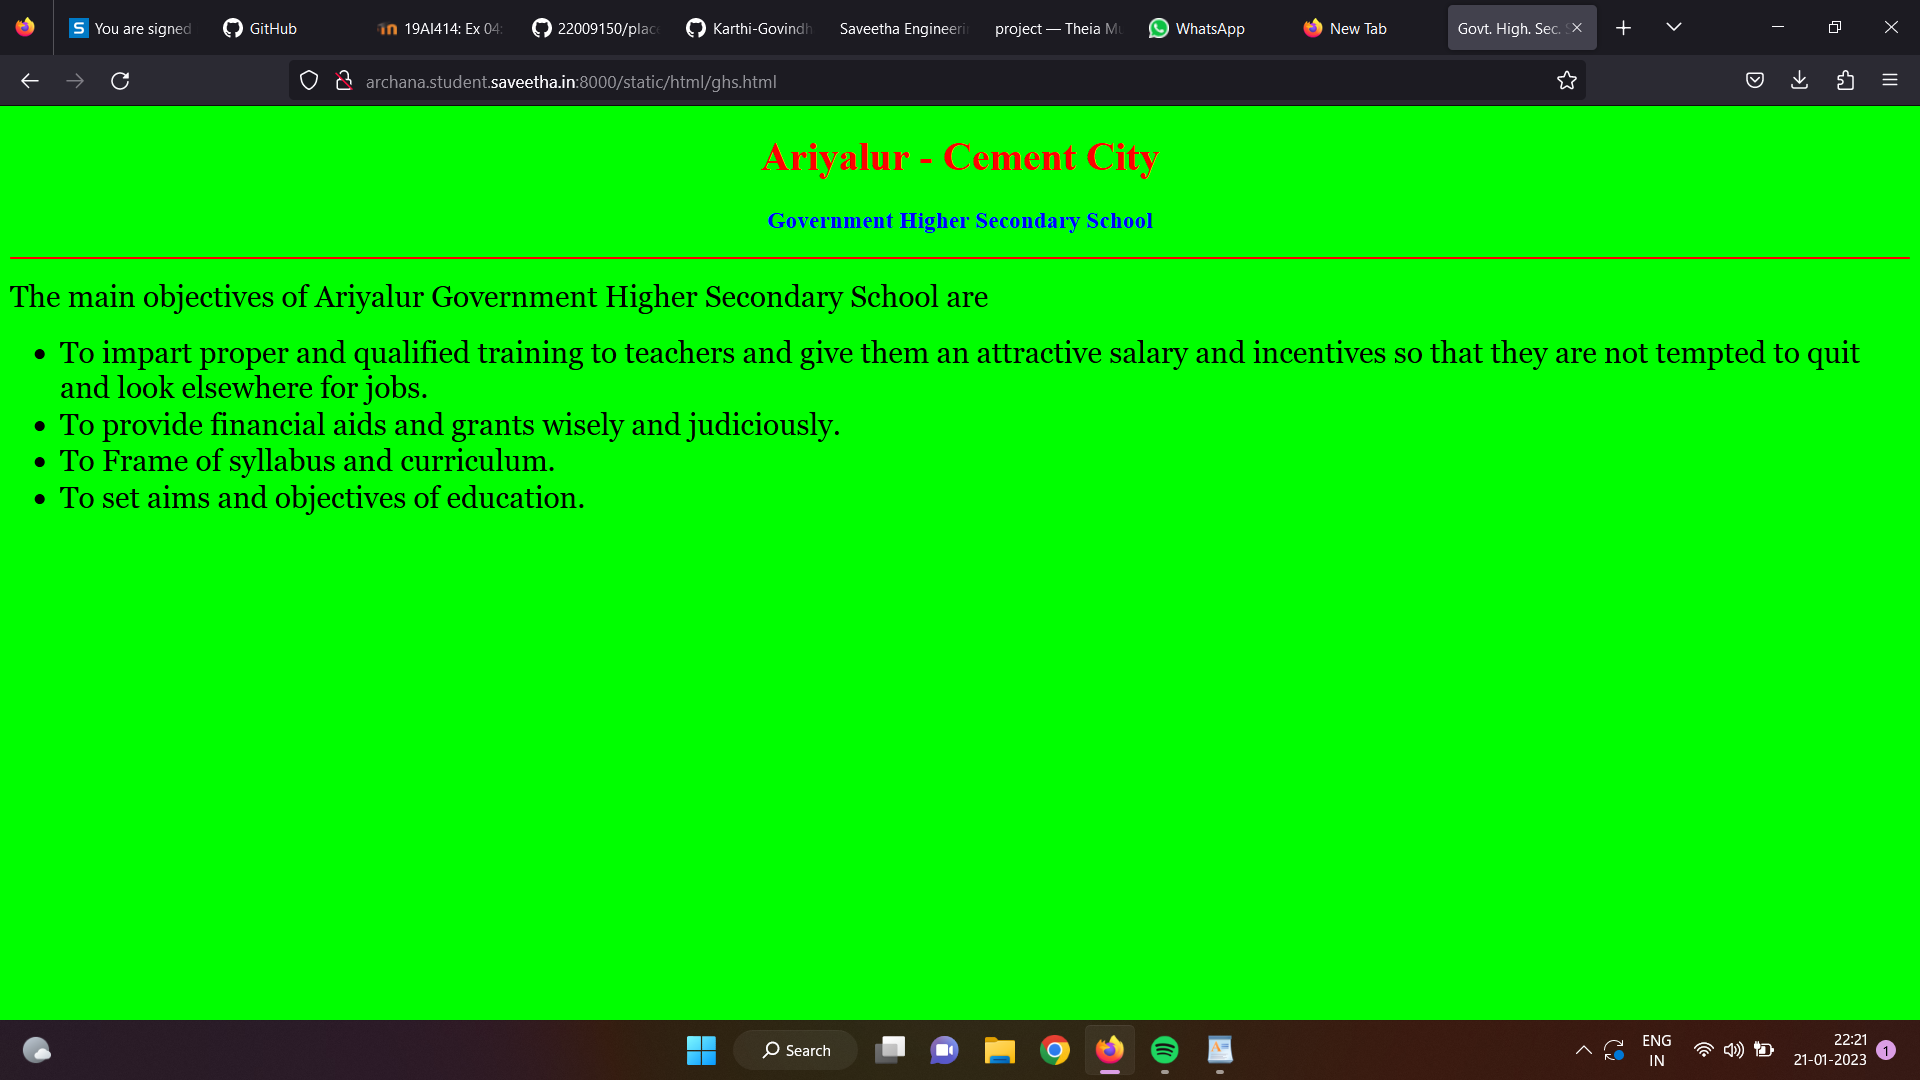 You are signed
GitHub
19AI414: Ex 04:
22009150/plac
Karthi-Govindh
Saveetha Engineeri
project — Theia Mu
WhatsApp
New Tab
Govt. High. Sec. S
archana.student.saveetha.in:8000/static/html/ghs.html
Ariyalur - Cement City
Government Higher Secondary School
The main objectives of Ariyalur Government Higher Secondary School are
• To impart proper and qualified training to teachers and give them an attractive salary and incentives so that they are not tempted to quit
and look elsewhere for jobs.
• To provide financial aids and grants wisely and judiciously.
• To Frame of syllabus and curriculum.
• To set aims and objectives of education.
Search
ENG
IN
22:21
21-01-2023
1